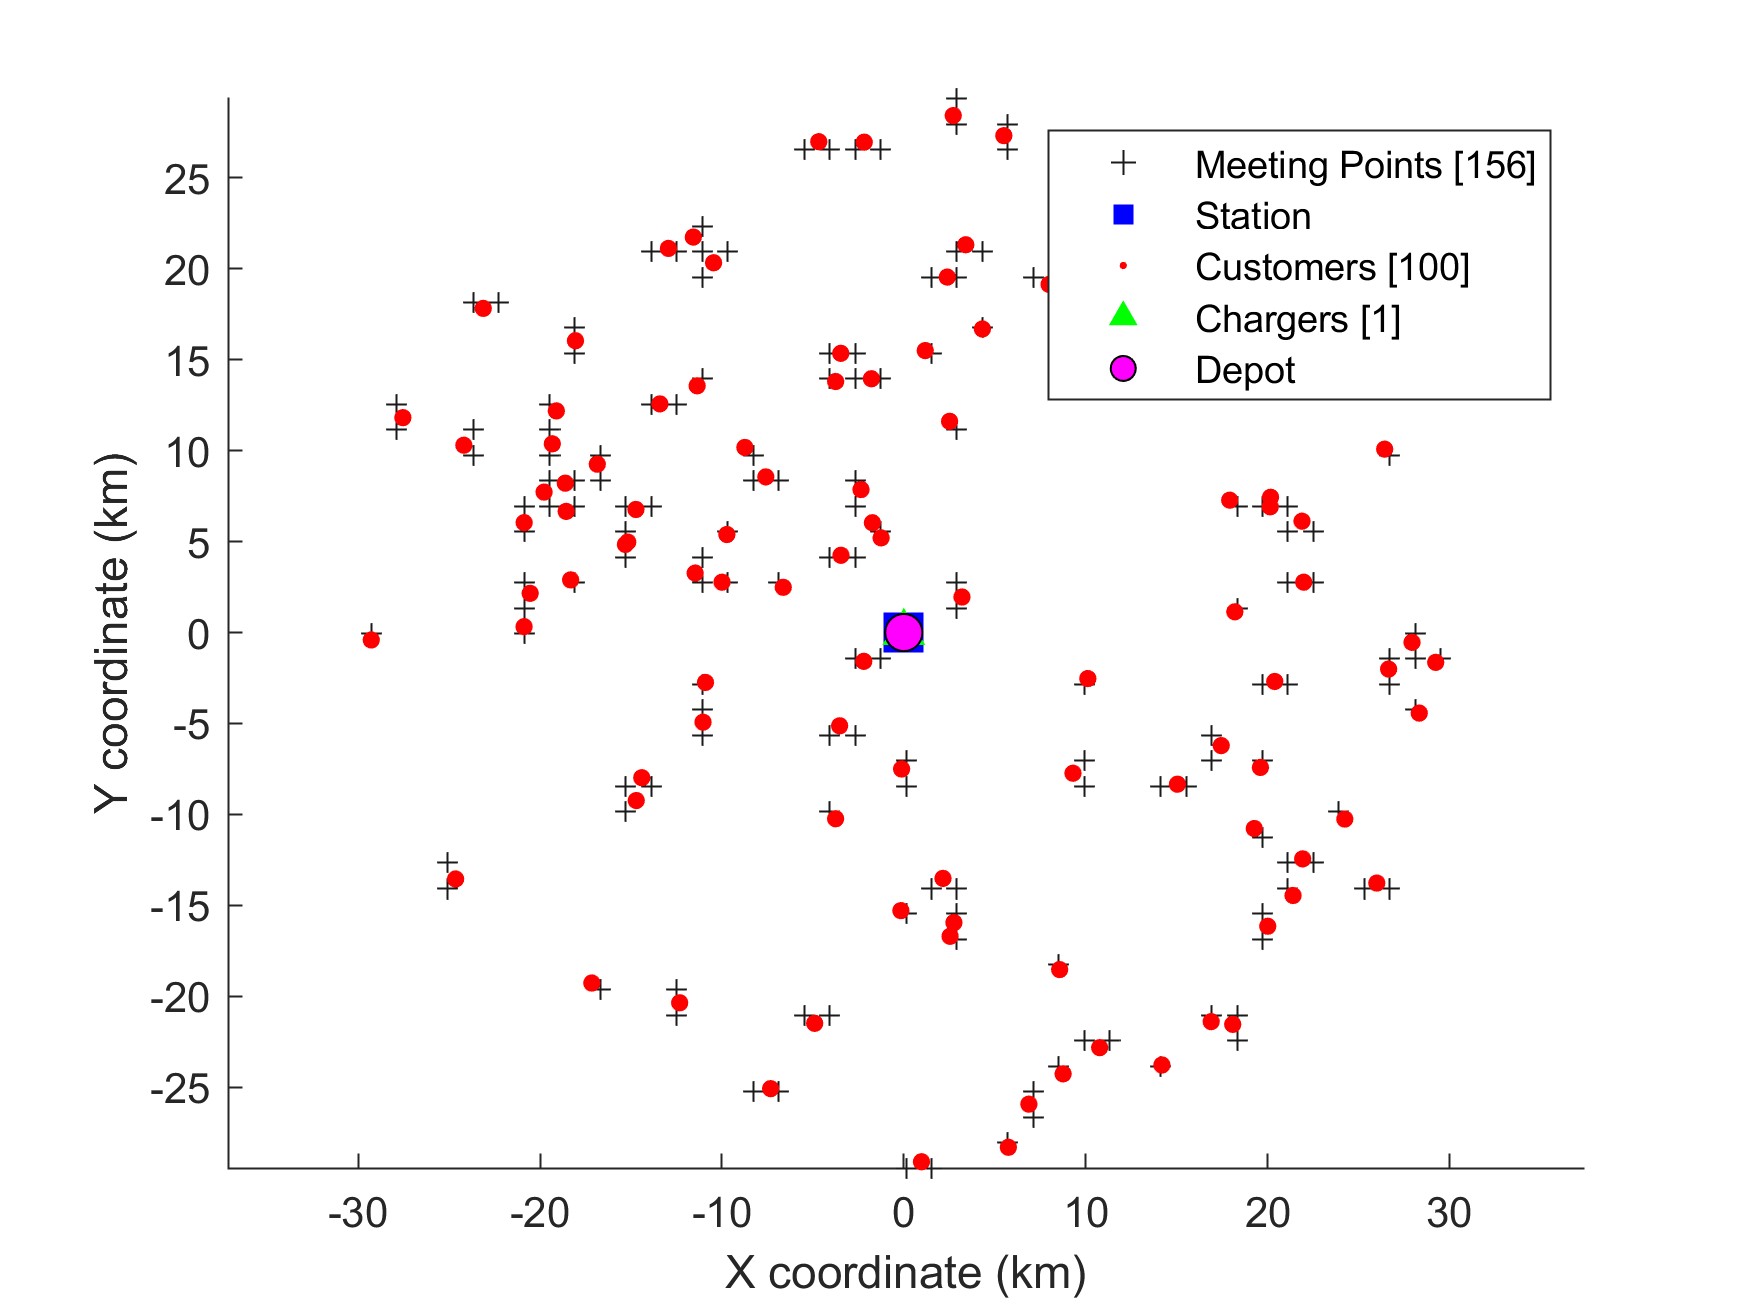 Meeting Points [156]
Station
Customers [100]
Chargers [1]
Depot
Y coordinate (km)
25
20
15
10
5
0
-5
-10
-15
-20
-25
-30 -20 -10 0 10 20 30
X coordinate (km)